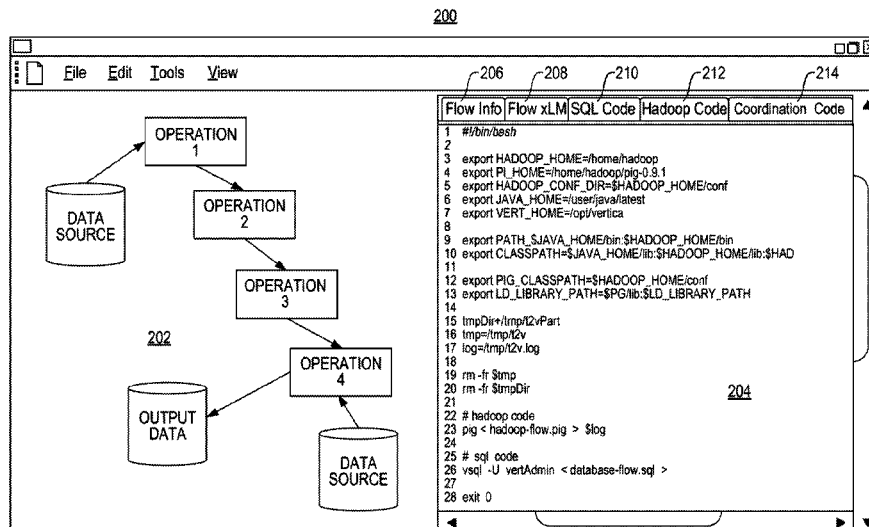 200
File Edit Tools View
206 208 210 212 214
Flow Info Flow xLM SQL Code Hadoop Code Coordination Code
OPERATION
1
DATA
SOURCE
OPERATION
2
OPERATION
3
202
OPERATION
4
OUTPUT
DATA
DATA
SOURCE
1 #!/bin/bash
2
3 export HADOOP_HOME=/home/hadoop
4 export PI_HOME=/home/hadoop/pig-0.9.1
5 export HADOOP_CONF_DIR=$HADOOP_HOME/conf
6 export JAVA_HOME=/user/java/latest
7 export VERT_HOME=/opt/vertica
8
9 export PATH_$JAVA_HOME/bin:$HADOOP_HOME/bin
10 export CLASSPATH=$JAVA_HOME/lib:$HADOOP_HOME/lib:$HAD
11
12 export PIG_CLASSPATH=$HADOOP_HOME/conf
13 export LD_LIBRARY_PATH=$PG/lib:$LD_LIBRARY_PATH
14
15 tmpDir+/tmp/t2vPart
16 tmp=/tmp/t2v
17 log=/tmp/t2v.log
18
19 rm -fr $tmp
20 rm -fr $tmpDir
21
22 # hadoop code
23 pig < hadoop-flow.pig > $log
24
25 # sql code
26 vsql -U vertAdmin < database-flow.sql >
27
28 exit 0
204